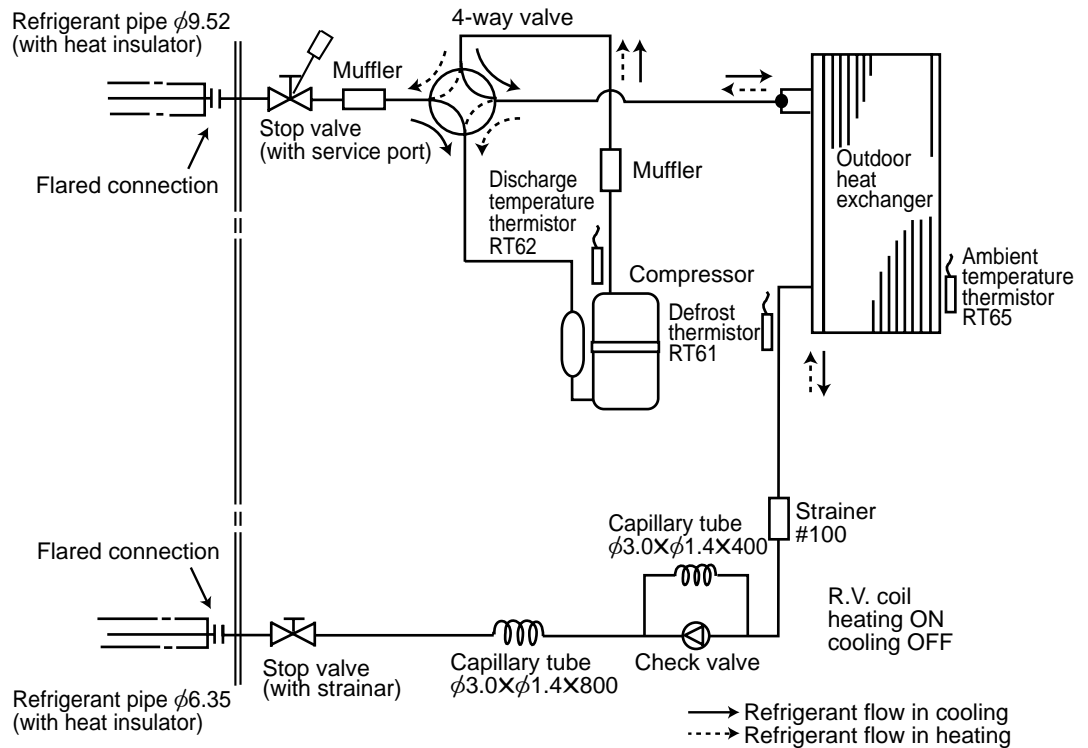 Refrigerant pipe ϕ9.52
(with heat insulator)
4-way valve
Muffler
Stop valve
(with service port)
Flared connection
Discharge
temperature
thermistor
RT62
Muffler
Outdoor
heat
exchanger
Compressor
Defrost
thermistor
RT61
Ambient
temperature
thermistor
RT65
Flared connection
Capillary tube
ϕ3.0×ϕ1.4×400
Strainer
#100
R.V. coil
heating ON
cooling OFF
Stop valve
(with strainar)
Capillary tube
ϕ3.0×ϕ1.4×800
Check valve
Refrigerant pipe ϕ6.35
(with heat insulator)
Refrigerant flow in cooling
Refrigerant flow in heating